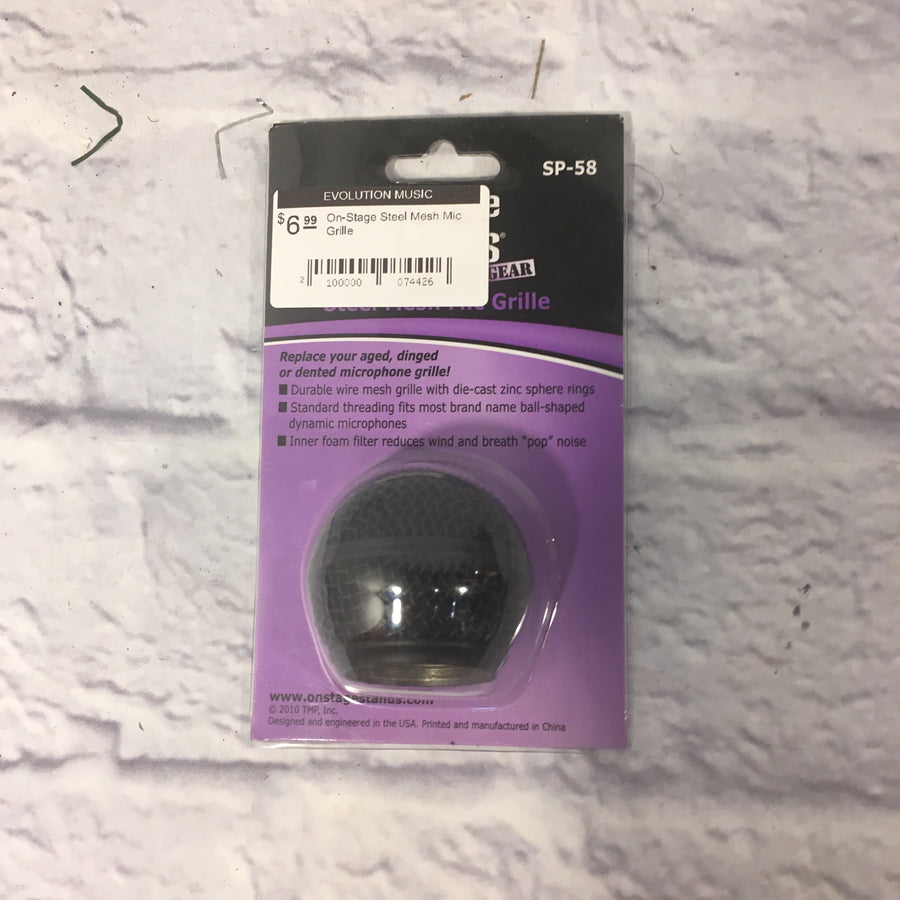 SP-58
EVOLUTION MUSIC
$6.99 On-Stage Steel Mesh Mic
Grille
2 100000 074426
e
S®
GEAR
Grille
Replace your aged, dinged
or dented microphone grille!
■ Durable wire mesh grille with die-cast zinc sphere rings
■ Standard threading fits most brand name ball-shaped
dynamic microphones
■ Inner foam filter reduces wind and breath “pop” noise
www.onstagestands.com
© 2010 TMP, Inc.
Designed and engineered in the USA. Printed and manufactured in China